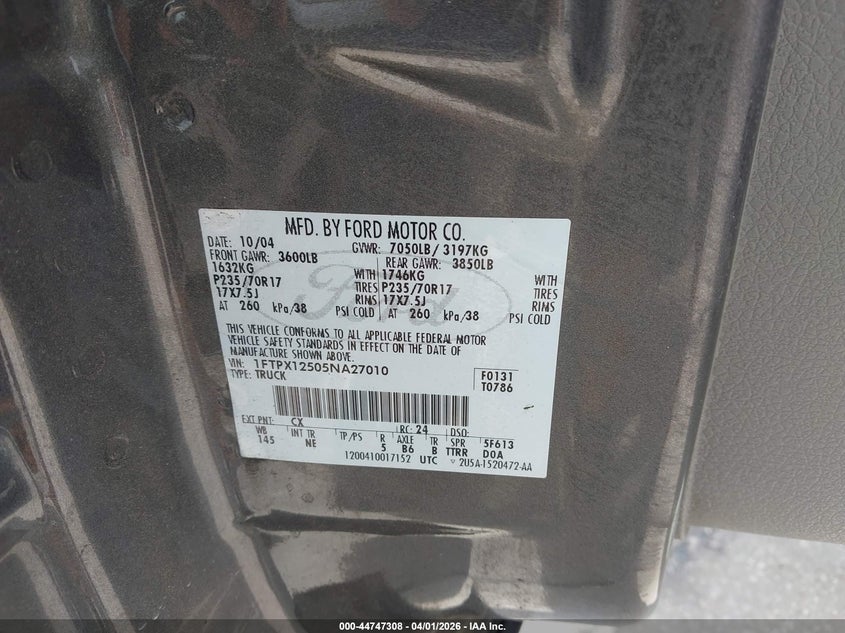 MFD. BY FORD MOTOR CO.
DATE: 10/04 GVWR: 7050LB/ 3197KG
FRONT GAWR: 3600LB REAR GAWR: 3850LB
1632KG WITH 1746KG WITH
P235/70R17 TIRES P235/70R17 TIRES
17X7.5J RIMS 17X7.5J RIMS
AT 260 kPa/38 PSI COLD AT 260 kPa/38 PSI COLD
Ford
THIS VEHICLE CONFORMS TO ALL APPLICABLE FEDERAL MOTOR
VEHICLE SAFETY STANDARDS IN EFFECT ON THE DATE OF
MANUFACTURE SHOWN ABOVE.
VIN: 1FTPX12505NA27010 F0131
TYPE: TRUCK T0786
EXT PNT: CX RC: 24 DSO:
WB INT TR TP/PS R AXLE TR SPR 5F613
145 NE 5 B6 B TTRR DOA
1200410017152 UTC ▽ 2U5A-1520472-AA
000-44747308 - 04/01/2026 - IAA Inc.